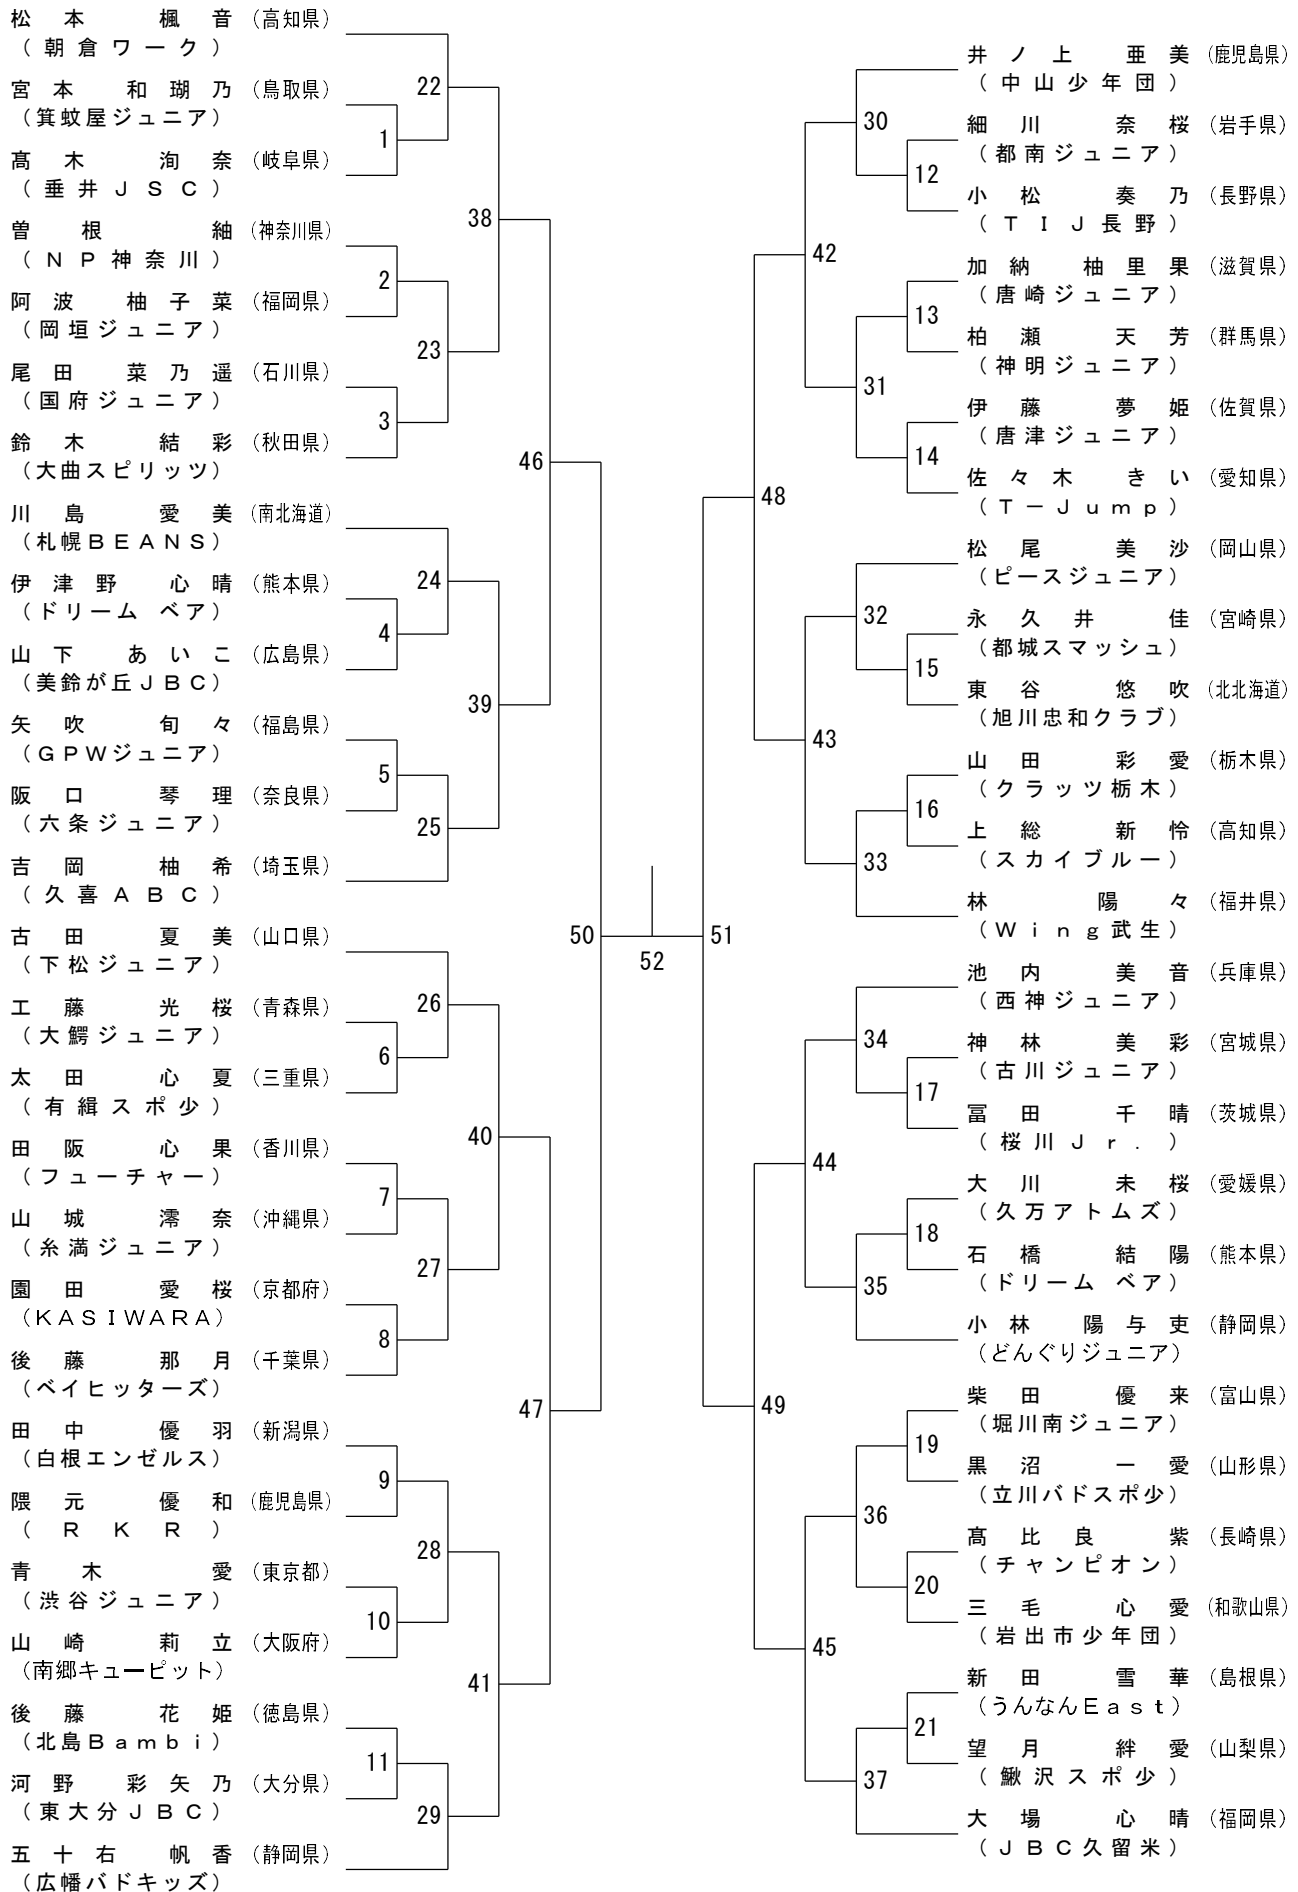 松本 楓音 (高知県)
(朝倉ワーク)
宮本 和瑚乃 (鳥取県)
(箕蚊屋ジュニア)
髙木 洵奈 (岐阜県)
(垂井JSC)
曽根 紬 (神奈川県)
(NP神奈川)
阿波 柚子菜 (福岡県)
(岡垣ジュニア)
尾田 菜乃遥 (石川県)
(国府ジュニア)
鈴木 結彩 (秋田県)
(大曲スピリッツ)
川島 愛美 (南北海道)
(札幌BEANS)
伊津野 心晴 (熊本県)
(ドリーム ベア)
山下 あいこ (広島県)
(美鈴が丘JBC)
矢吹 旬々 (福島県)
(GPWジュニア)
阪口 琴理 (奈良県)
(六条ジュニア)
吉岡 柚希 (埼玉県)
(久喜ABC)
古田 夏美 (山口県)
(下松ジュニア)
工藤 光桜 (青森県)
(大鰐ジュニア)
太田 心夏 (三重県)
(有緝スポ少)
田阪 心果 (香川県)
(フューチャー)
山城 澪奈 (沖縄県)
(糸満ジュニア)
園田 愛桜 (京都府)
(KASIWARA)
後藤 那月 (千葉県)
(ベイヒッターズ)
田中 優羽 (新潟県)
(白根エンゼルス)
隈元 優和 (鹿児島県)
(RKR)
青木 愛 (東京都)
(渋谷ジュニア)
山崎 莉立 (大阪府)
(南郷キューピット)
後藤 花姫 (徳島県)
(北島Bambi)
河野 彩矢乃 (大分県)
(東大分JBC)
五十右 帆香 (静岡県)
(広幡バドキッズ)
1
2
3
4
5
6
7
8
9
10
11
22
23
24
25
26
27
28
29
38
39
40
41
46
47
50
52
51
48
49
42
43
44
45
30
31
32
33
34
35
36
37
12
13
14
15
16
17
18
19
20
21
井ノ上 亜美 (鹿児島県)
(中山少年団)
細川 奈桜 (岩手県)
(都南ジュニア)
小松 奏乃 (長野県)
(TIJ長野)
加納 柚里果 (滋賀県)
(唐崎ジュニア)
柏瀬 天芳 (群馬県)
(神明ジュニア)
伊藤 夢姫 (佐賀県)
(唐津ジュニア)
佐々木 きい (愛知県)
(T－Jump)
松尾 美沙 (岡山県)
(ピースジュニア)
永久井 佳 (宮崎県)
(都城スマッシュ)
東谷 悠吹 (北北海道)
(旭川忠和クラブ)
山田 彩愛 (栃木県)
(クラッツ栃木)
上総 新怜 (高知県)
(スカイブルー)
林 陽々 (福井県)
(Wing武生)
池内 美音 (兵庫県)
(西神ジュニア)
神林 美彩 (宮城県)
(古川ジュニア)
冨田 千晴 (茨城県)
(桜川Jr.)
大川 未桜 (愛媛県)
(久万アトムズ)
石橋 結陽 (熊本県)
(ドリーム ベア)
小林 陽与吏 (静岡県)
(どんぐりジュニア)
柴田 優来 (富山県)
(堀川南ジュニア)
黒沼 一愛 (山形県)
(立川バドスポ少)
髙比良 紫 (長崎県)
(チャンピオン)
三毛 心愛 (和歌山県)
(岩出市少年団)
新田 雪華 (島根県)
(うんなんEast)
望月 絆愛 (山梨県)
(鰍沢スポ少)
大場 心晴 (福岡県)
(JBC久留米)